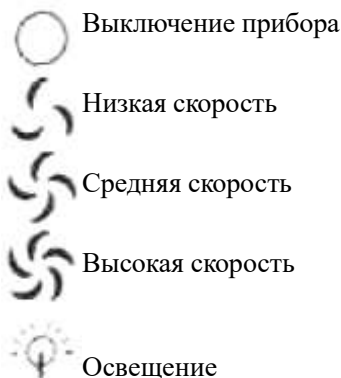 Выключение прибора
Низкая скорость
Средняя скорость
Высокая скорость
Освещение